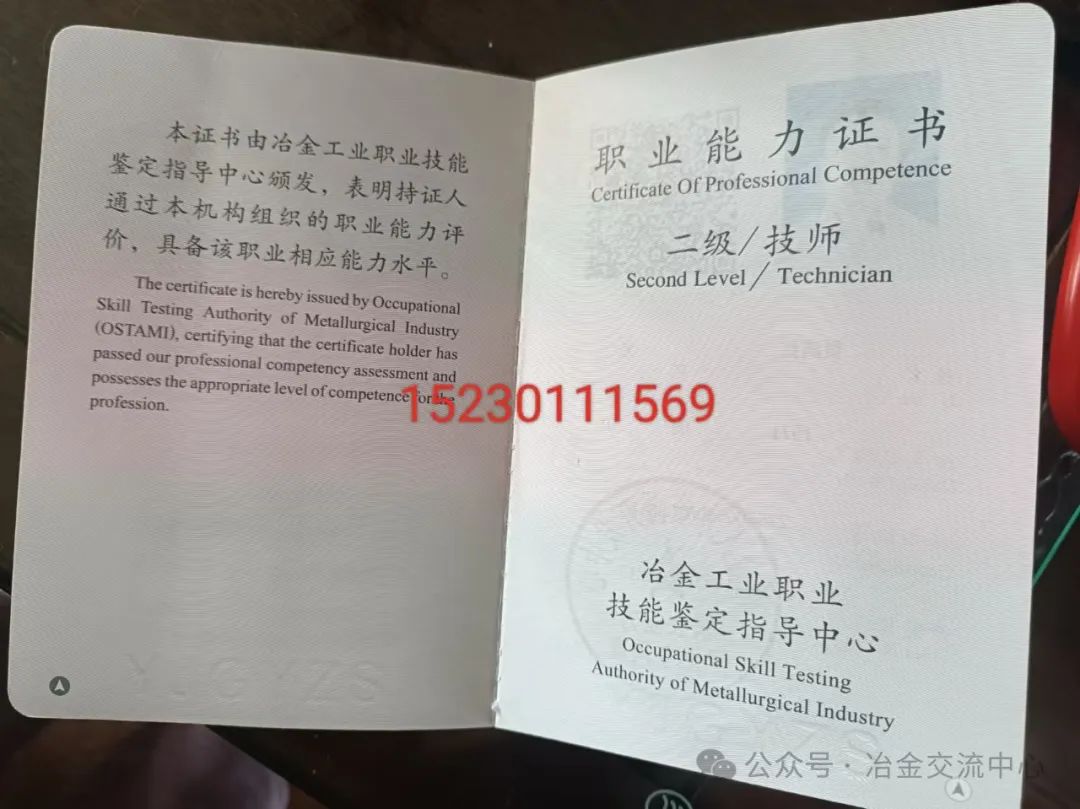 本证书由冶金工业职业技能
鉴定指导中心颁发，表明持证人
通过本机构组织的职业能力评
价，具备该职业相应能力水平。
The certificate is hereby issued by Occupational
Skill Testing Authority of Metallurgical Industry
(OSTAMI), certifying that the certificate holder has
passed our professional competency assessment and
possesses the appropriate level of competence for the
profession.
职业能力证书
Certificate Of Professional Competence
二级/技师
Second Level/Technician
15230111569
冶金工业职业
技能鉴定指导中心
Occupational Skill Testing
Authority of Metallurgical Industry
公众号·冶金交流中心